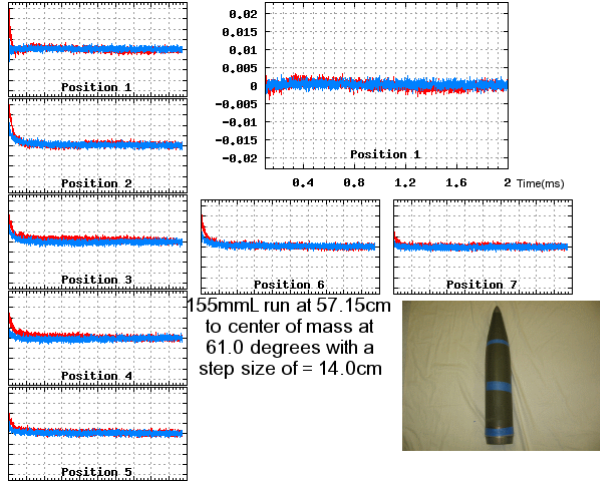 Position 1
Position 2
Position 3
Position 4
Position 5
0.02
0.015
0.01
0.005
0
−0.005
−0.01
−0.015
−0.02
Position 1
0.4 0.8 1.2 1.6 2 Time(ms)
Position 6 Position 7
155mmL run at 57.15cm
to center of mass at
61.0 degrees with a
step size of = 14.0cm